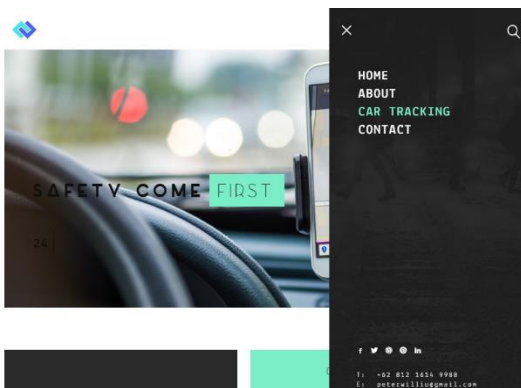 SAFETY COME FIRST
24
HOME
ABOUT
CAR TRACKING
CONTACT
T: +62 812 1614 9988
E: peterwilliu@gmail.com